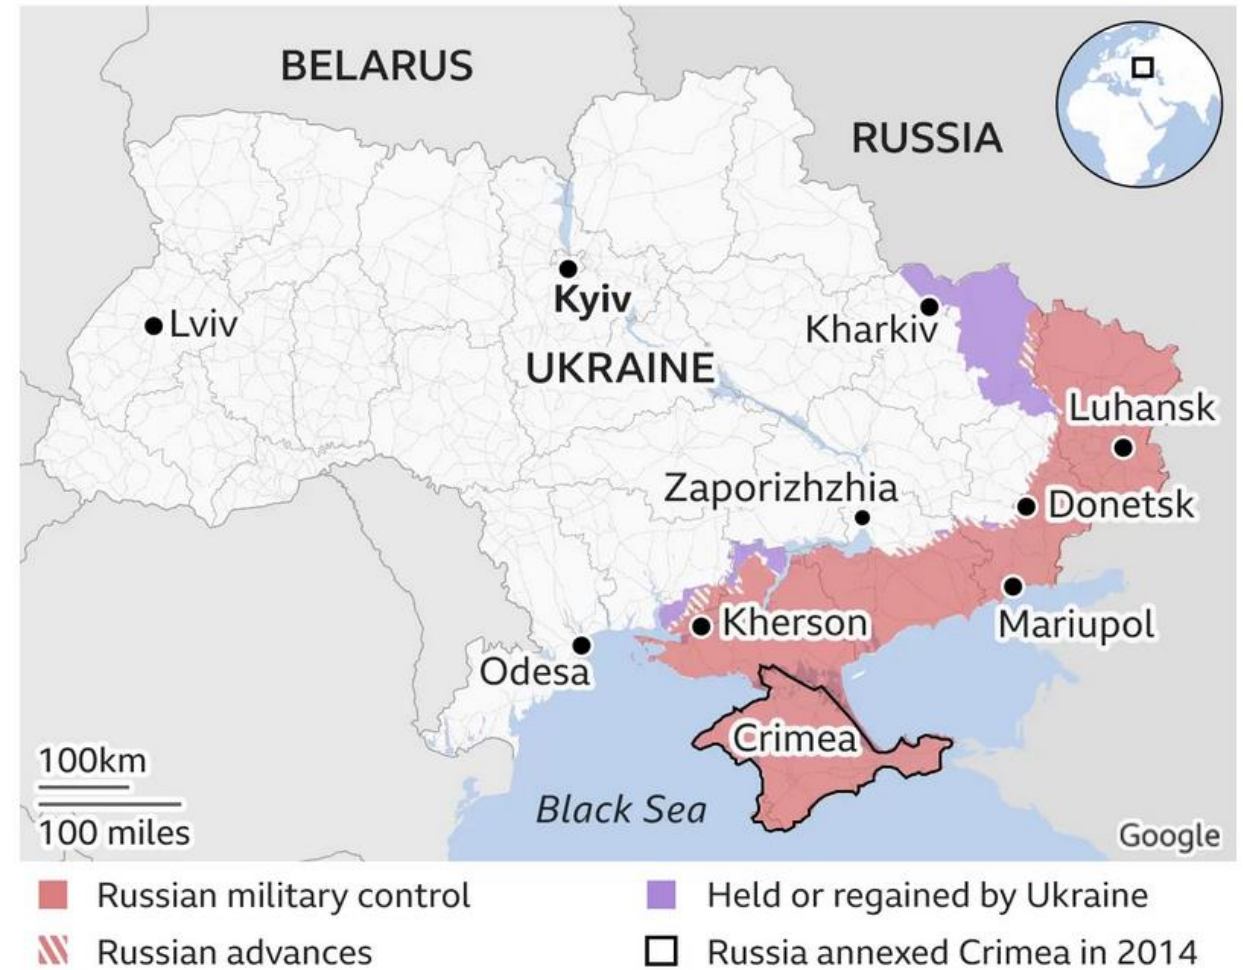 BELARUS
RUSSIA
Kyiv
Lviv
Kharkiv
UKRAINE
Luhansk
Zaporizhzhia
Donetsk
Kherson
Mariupol
Odesa
Crimea
100km
100 miles
Black Sea
Google
Russian military control
Held or regained by Ukraine
Russian advances
Russia annexed Crimea in 2014